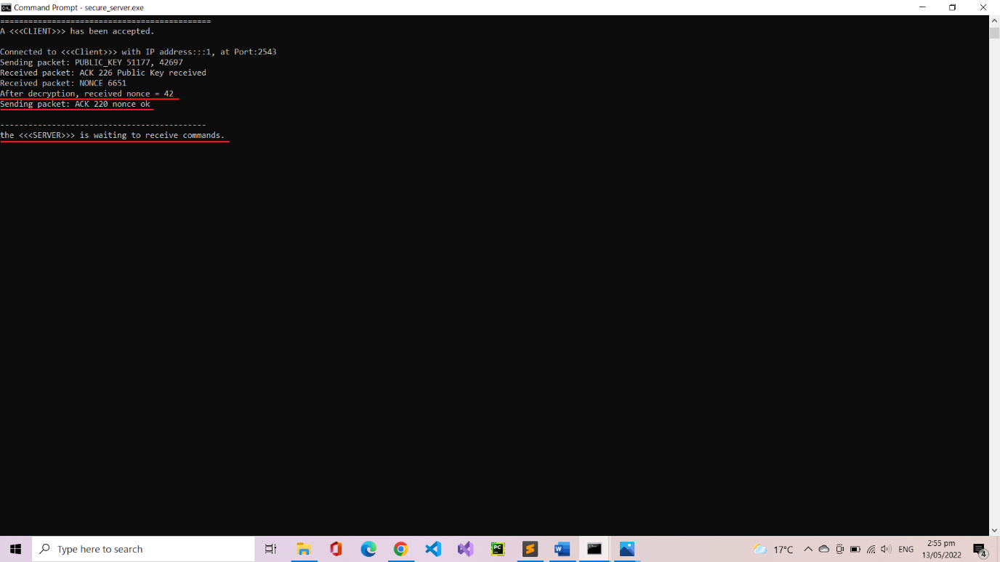 Command Prompt - secure_server.exe
=============================================
A <<<CLIENT>>> has been accepted.
Connected to <<<Client>>> with IP address:::1, at Port:2543
Sending packet: PUBLIC_KEY 51177, 42697
Received packet: ACK 226 Public Key received
Received packet: NONCE 6651
After decryption, received nonce = 42
Sending packet: ACK 220 nonce ok
--------------------------------------------
the <<<SERVER>>> is waiting to receive commands.
Type here to search
17°C
ENG
2:55 pm
13/05/2022
4